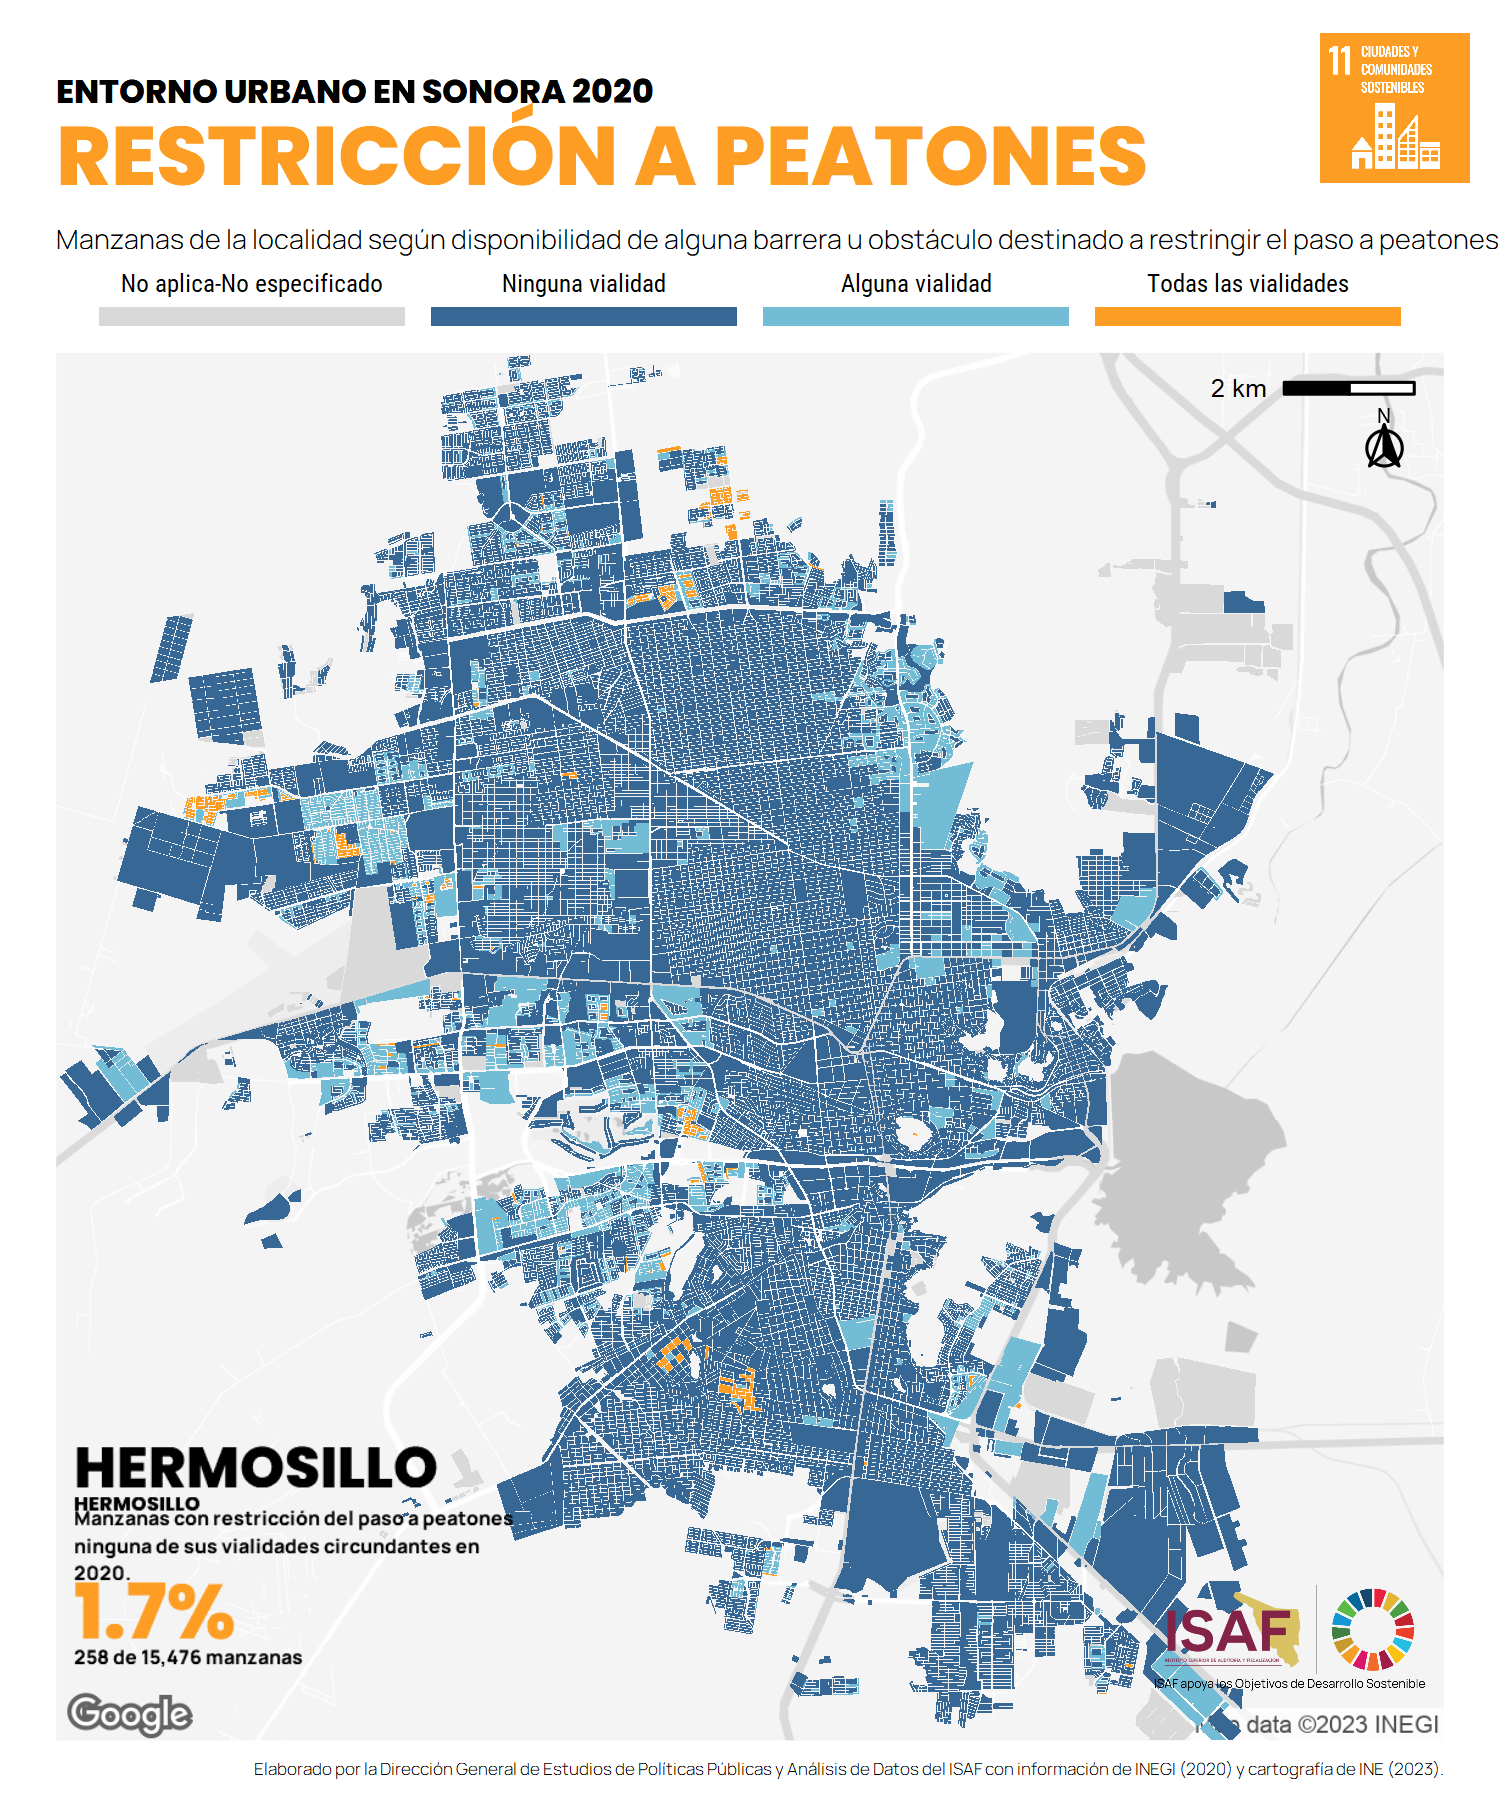 ENTORNO URBANO EN SONORA 2020
RESTRICCIÓN A PEATONES
11 CIUDADES Y
COMUNIDADES
SOSTENIBLES
Manzanas de la localidad según disponibilidad de alguna barrera u obstáculo destinado a restringir el paso a peatones
No aplica-No especificado
Ninguna vialidad
Alguna vialidad
Todas las vialidades
2 km
N
HERMOSILLO
HERMOSILLO
Manzanas con restricción del paso a peatones
ninguna de sus vialidades circundantes en
2020.
1.7%
258 de 15,476 manzanas
ISAF
INSTITUTO SUPERIOR DE AUDITORÍA Y FISCALIZACIÓN
ISAF apoya los Objetivos de Desarrollo Sostenible
Google
data ©2023 INEGI
Elaborado por la Dirección General de Estudios de Políticas Públicas y Análisis de Datos del ISAF con información de INEGI (2020) y cartografía de INE (2023).